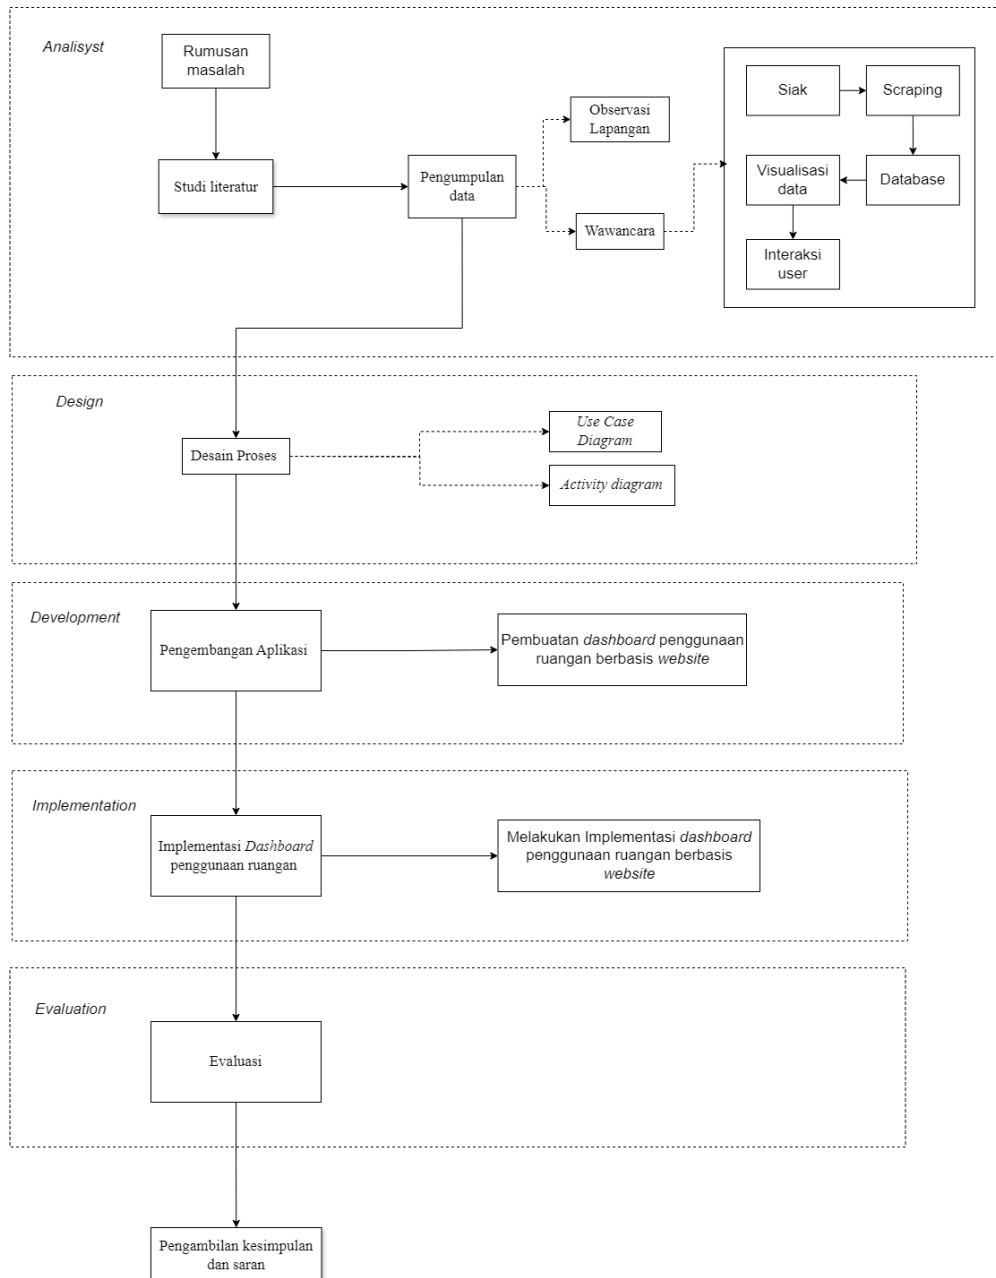 Analisyst
Rumusan
masalah
Studi literatur
Pengumpulan
data
Observasi
Lapangan
Wawancara
Siak
Scraping
Visualisasi
data
Database
Interaksi
user
Design
Desain Proses
Use Case
Diagram
Activity diagram
Development
Pengembangan Aplikasi
Pembuatan dashboard penggunaan
ruangan berbasis website
Implementation
Implementasi Dashboard
penggunaan ruangan
Melakukan Implementasi dashboard
penggunaan ruangan berbasis
website
Evaluation
Evaluasi
Pengambilan kesimpulan
dan saran